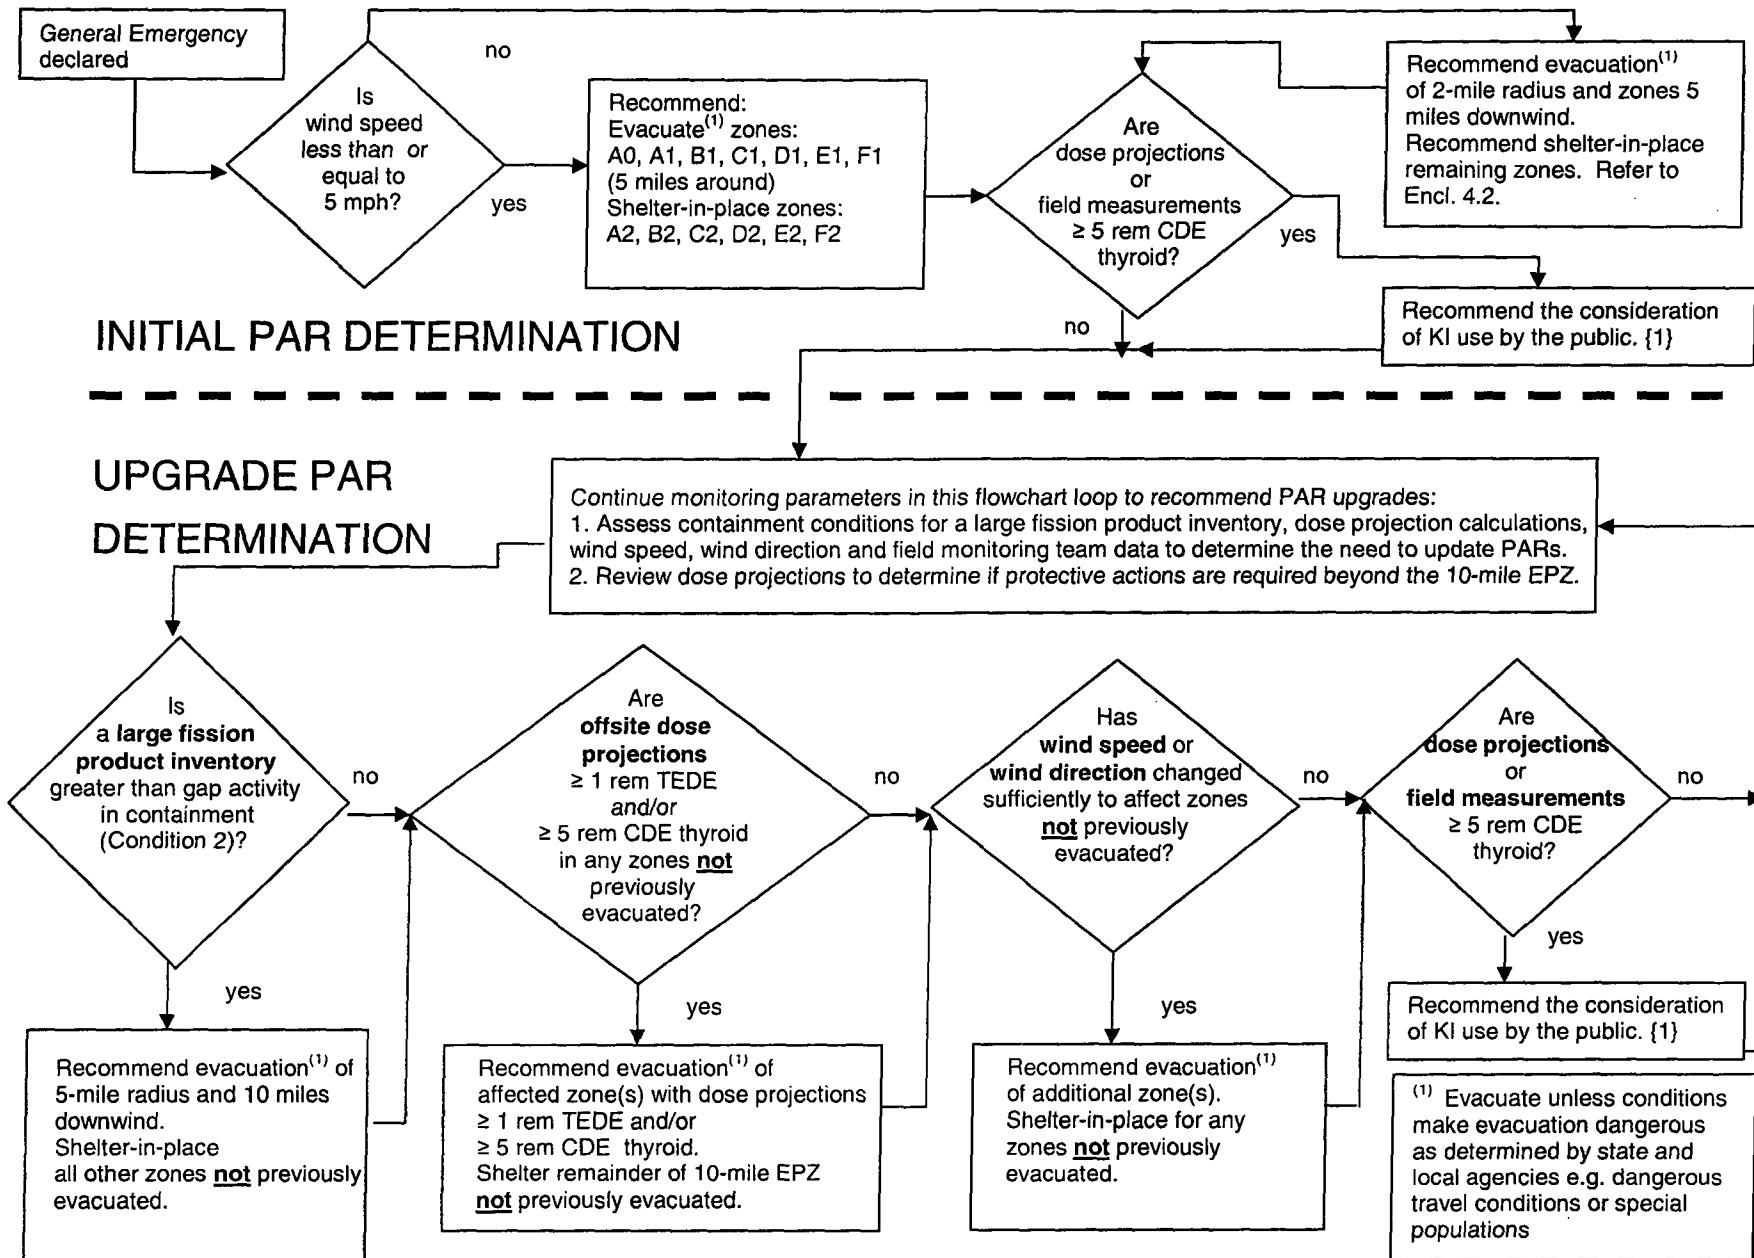 General Emergency
declared
Is
wind speed
less than or
equal to
5 mph?
no
yes
Recommend:
Evacuate⁽¹⁾ zones:
A0, A1, B1, C1, D1, E1, F1
(5 miles around)
Shelter-in-place zones:
A2, B2, C2, D2, E2, F2
Are
dose projections
or
field measurements
≥ 5 rem CDE
thyroid?
yes
no
Recommend evacuation⁽¹⁾
of 2-mile radius and zones 5
miles downwind.
Recommend shelter-in-place
remaining zones. Refer to
Encl. 4.2.
Recommend the consideration
of KI use by the public. {1}
INITIAL PAR DETERMINATION
UPGRADE PAR
DETERMINATION
Continue monitoring parameters in this flowchart loop to recommend PAR upgrades:
1. Assess containment conditions for a large fission product inventory, dose projection calculations,
wind speed, wind direction and field monitoring team data to determine the need to update PARs.
2. Review dose projections to determine if protective actions are required beyond the 10-mile EPZ.
Is
a large fission
product inventory
greater than gap activity
in containment
(Condition 2)?
no
yes
Recommend evacuation⁽¹⁾ of
5-mile radius and 10 miles
downwind.
Shelter-in-place
all other zones not previously
evacuated.
Are
offsite dose
projections
≥ 1 rem TEDE
and/or
≥ 5 rem CDE thyroid
in any zones not
previously
evacuated?
no
yes
Recommend evacuation⁽¹⁾ of
affected zone(s) with dose projections
≥ 1 rem TEDE and/or
≥ 5 rem CDE thyroid.
Shelter remainder of 10-mile EPZ
not previously evacuated.
Has
wind speed or
wind direction changed
sufficiently to affect zones
not previously
evacuated?
no
yes
Recommend evacuation⁽¹⁾
of additional zone(s).
Shelter-in-place for any
zones not previously
evacuated.
Are
dose projections
or
field measurements
≥ 5 rem CDE
thyroid?
no
yes
Recommend the consideration
of KI use by the public. {1}
⁽¹⁾ Evacuate unless conditions
make evacuation dangerous
as determined by state and
local agencies e.g. dangerous
travel conditions or special
populations